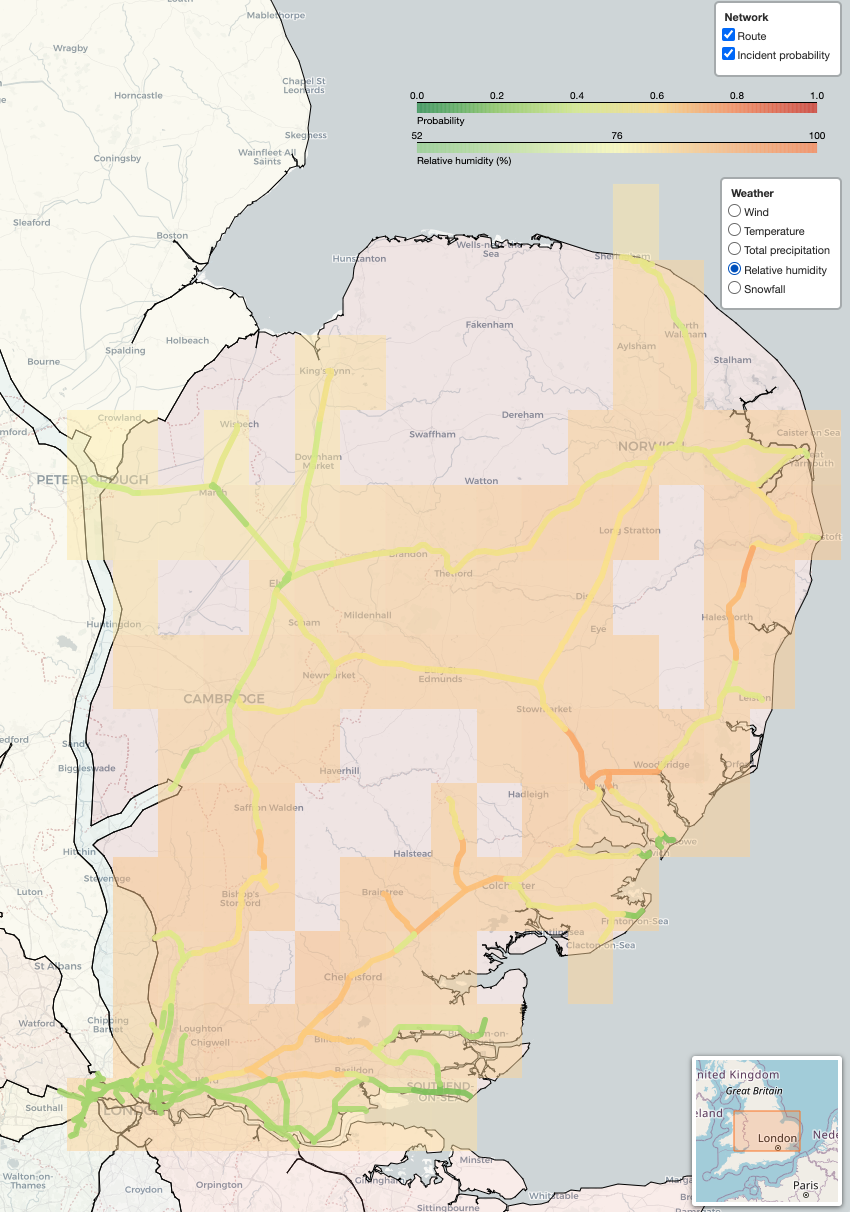 Louth
Mablethorpe
Wragby
Horncastle
Chapel St
Leonards
Skegness
Coningsby
Wainfleet All
Saints
Sleaford
Boston
Network
Route
Incident probability
0.0 0.2 0.4 0.6 0.8 1.0
Probability
52 76 100
Relative humidity (%)
Weather
Wind
Temperature
Total precipitation
Relative humidity
Snowfall
Hunstanton
Wells-next-the-
Sea
Sheringham
Fakenham
North
Walsham
Aylsham
Stalham
Holbeach
Spalding
Bourne
King's Lynn
Crowland
Wisbech
Dereham
Swaffham
NORWICH
Caister-on-Sea
Great
Yarmouth
Downham
Market
Watton
PETERBOROUGH
March
Long Stratton
Brandon
Thetford
Ely
Diss
Mildenhall
Soham
Eye
Halesworth
Huntingdon
Newmarket
Edmunds
CAMBRIDGE
Stowmarket
Leiston
Sandy
Biggleswade
Haverhill
Woodbridge
Orford
Ipswich
Hadleigh
Saffron Walden
Hitchin
Halstead
Stevenage
Luton
Bishop's
Stortford
Braintree
Colchester
Frinton-on-Sea
Clacton-on-Sea
St Albans
Chelmsford
Watford
Chipping
Barnet
Loughton
Chigwell
Basildon
SOUTHEND-
ON-SEA
Southall
LONDON
Walton-on-
Thames
Croydon
Orpington
Gillingham
Minster
Sittingbourne
Whitstable
nited Kingdom
Great Britain
eland
London
Nede
Paris